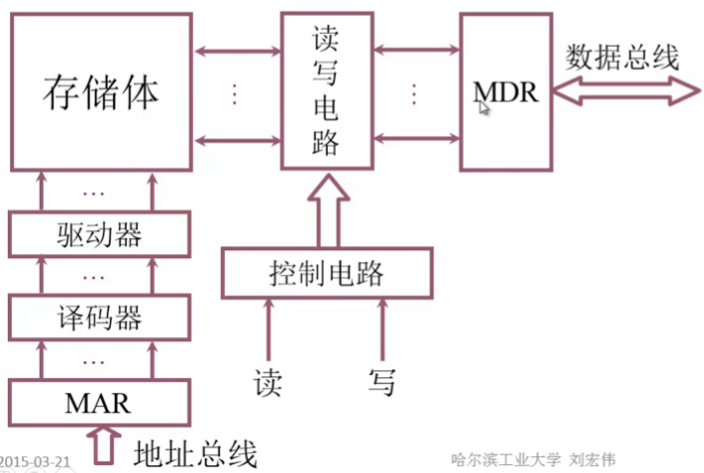 存储体
读
写
电
路
MDR
数据总线
...
...
...
驱动器
...
译码器
...
MAR
控制电路
读
写
地址总线
2015-03-21
哈尔滨工业大学 刘宏伟